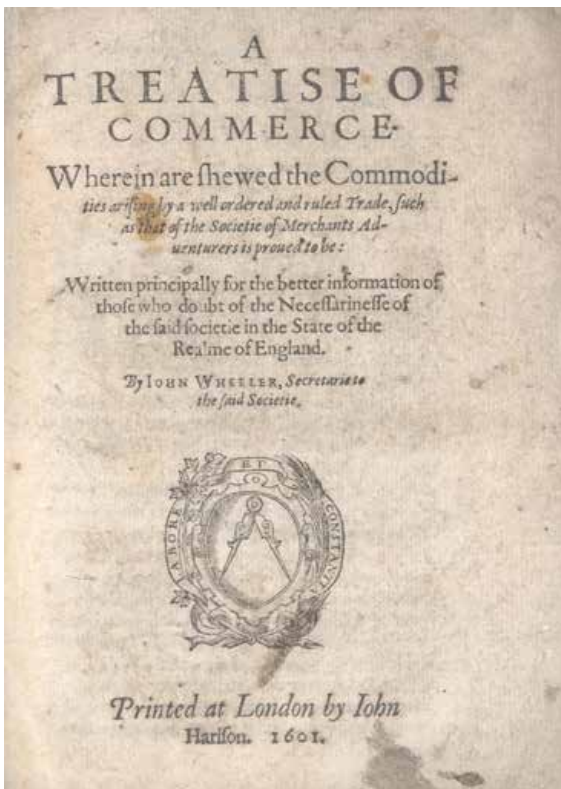 A
TREATISE OF
COMMERCE.
Wherein are ſhewed the Commodi-
ties ariſing by a well ordered and ruled Trade, ſuch
as that of the Societie of Merchants Ad-
uenturers is proued to be:
Written principally for the better information of
thoſe who doubt of the Neceſſarineſſe of
the ſaid ſocietie in the State of the
Realme of England.
By IOHN WHEELER, Secretarie to
the ſaid Societie.
LABORE ET CONSTANTIA
Printed at London by Iohn
Hariſon. 1601.